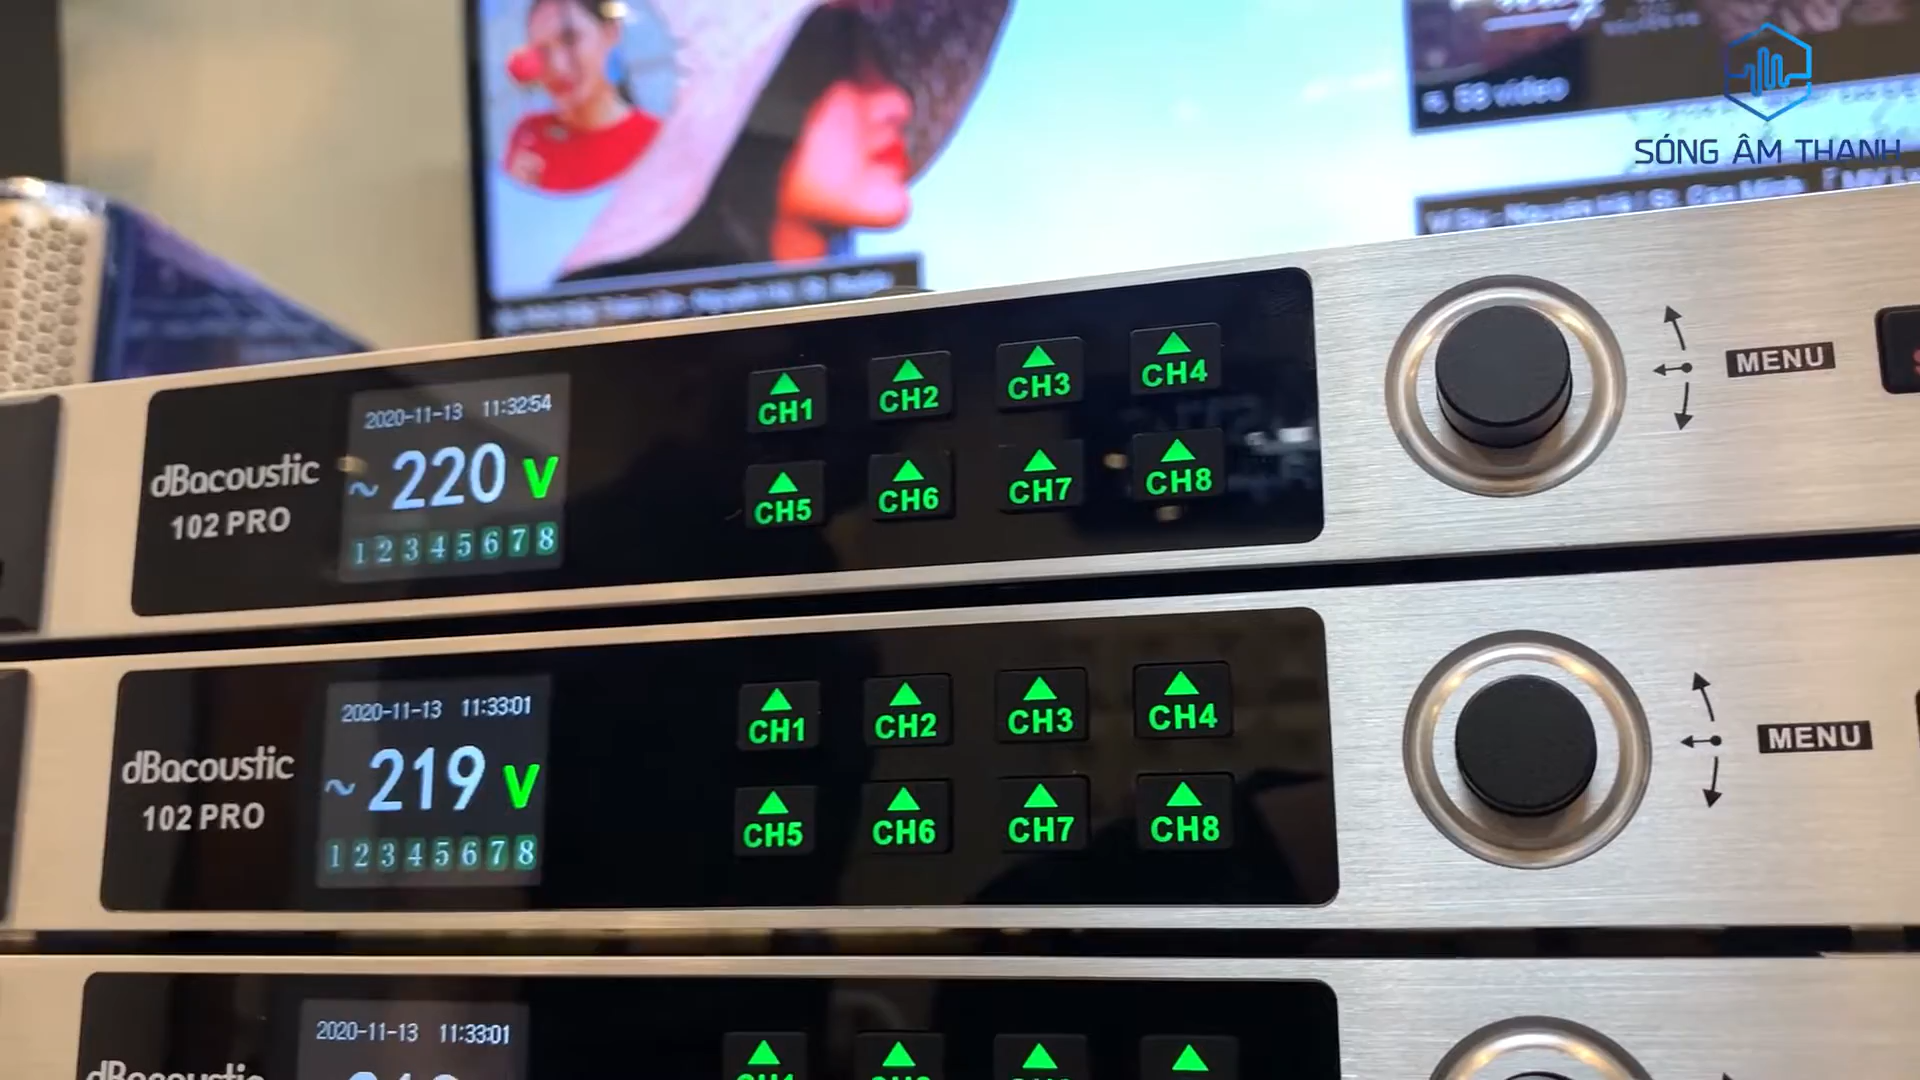 58 video
SÓNG ÂM THANH
2020-11-13 11:32:54
dBacoustic
102 PRO
~220 V
1 2 3 4 5 6 7 8
CH1 CH2 CH3 CH4
CH5 CH6 CH7 CH8
MENU
2020-11-13 11:33:01
dBacoustic
102 PRO
~219 V
1 2 3 4 5 6 7 8
CH1 CH2 CH3 CH4
CH5 CH6 CH7 CH8
MENU
2020-11-13 11:33:01
dBacoustic